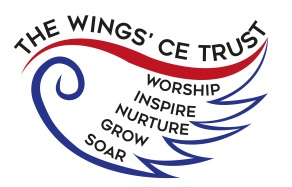 THE WINGS' CE TRUST
WORSHIP
INSPIRE
NURTURE
GROW
SOAR